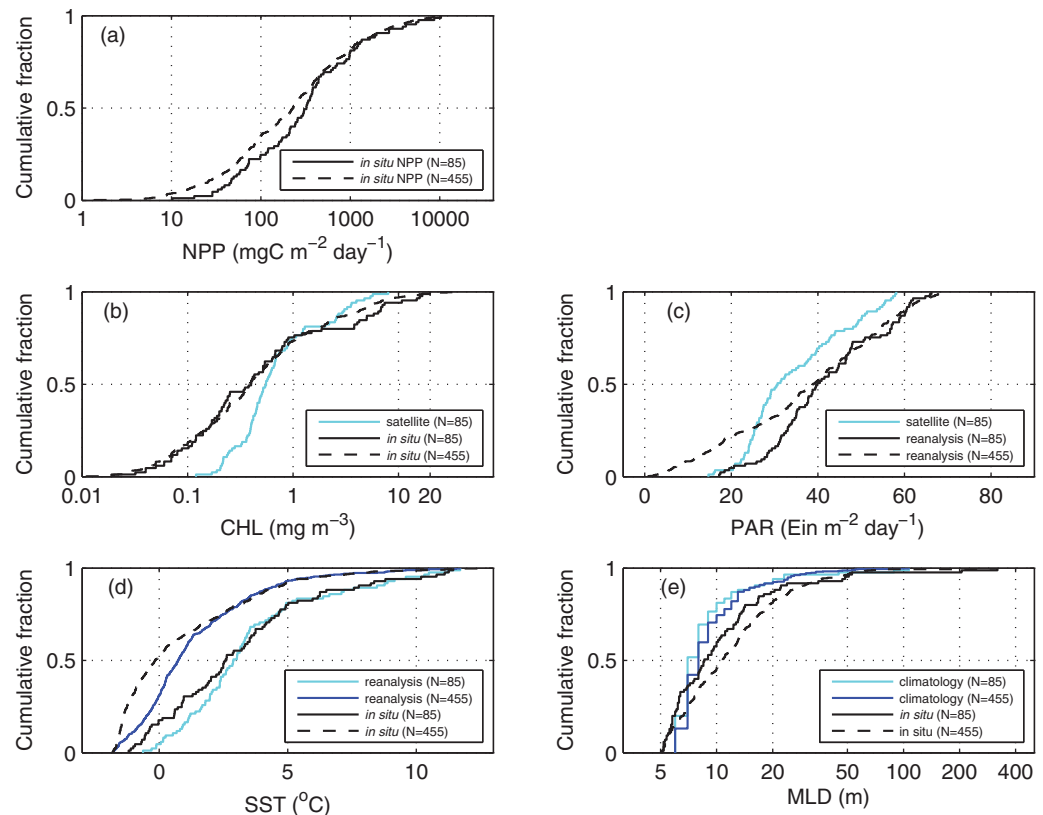 (a)
Cumulative fraction
1
0.5
0
1 10 100 1000 10000
NPP (mgC m⁻² day⁻¹)
in situ NPP (N=85)
in situ NPP (N=455)
(b)
Cumulative fraction
1
0.5
0
0.01 0.1 1 10 20
CHL (mg m⁻³)
satellite (N=85)
in situ (N=85)
in situ (N=455)
(c)
Cumulative fraction
1
0.5
0
0 20 40 60 80
PAR (Ein m⁻² day⁻¹)
satellite (N=85)
reanalysis (N=85)
reanalysis (N=455)
(d)
Cumulative fraction
1
0.5
0
0 5 10
SST (°C)
reanalysis (N=85)
reanalysis (N=455)
in situ (N=85)
in situ (N=455)
(e)
Cumulative fraction
1
0.5
0
5 10 20 50 100 200 400
MLD (m)
climatology (N=85)
climatology (N=455)
in situ (N=85)
in situ (N=455)